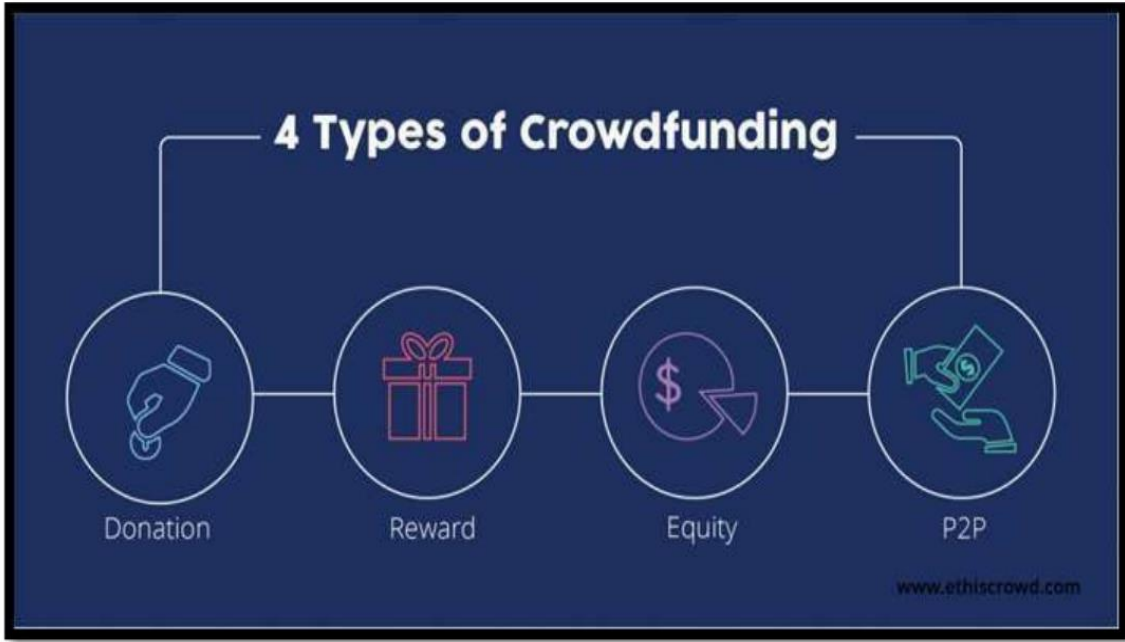 4 Types of Crowdfunding
$
$
Donation
Reward
Equity
P2P
www.ethiscrowd.com